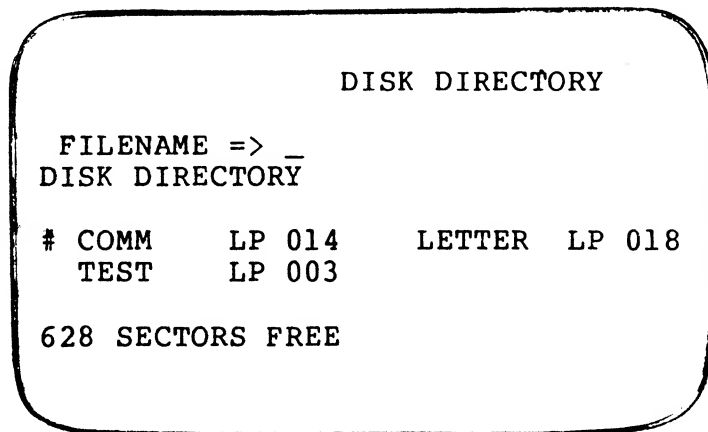 DISK DIRECTORY
FILENAME => _
DISK DIRECTORY
# COMM LP 014 LETTER LP 018
TEST LP 003
628 SECTORS FREE